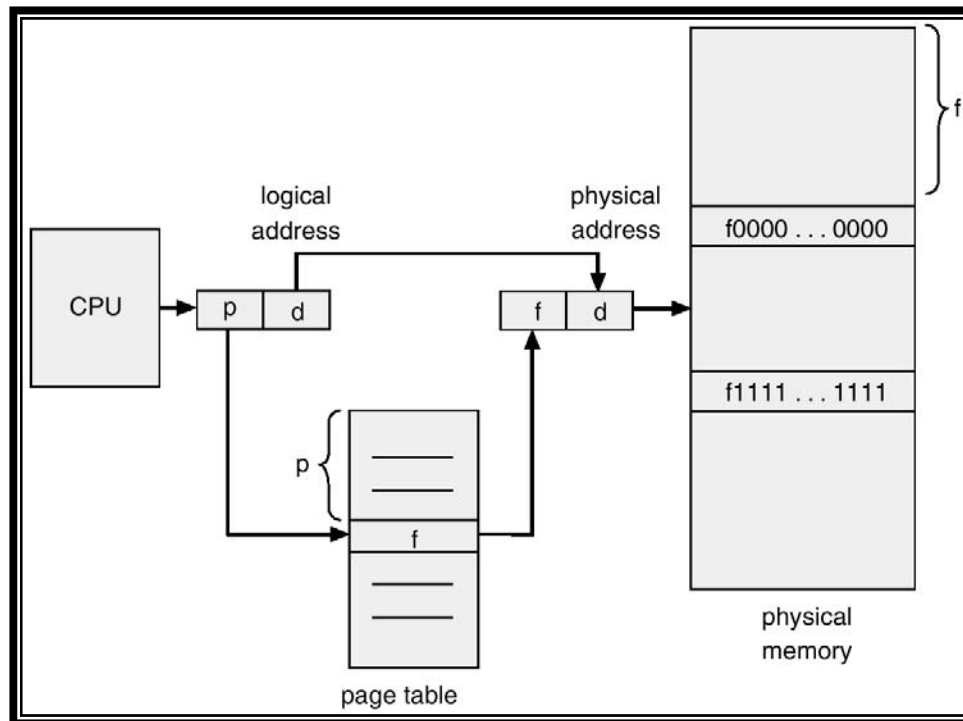 logical
address
physical
address
f
f0000 . . . 0000
CPU
p
d
f
d
f1111 . . . 1111
p
f
physical
memory
page table